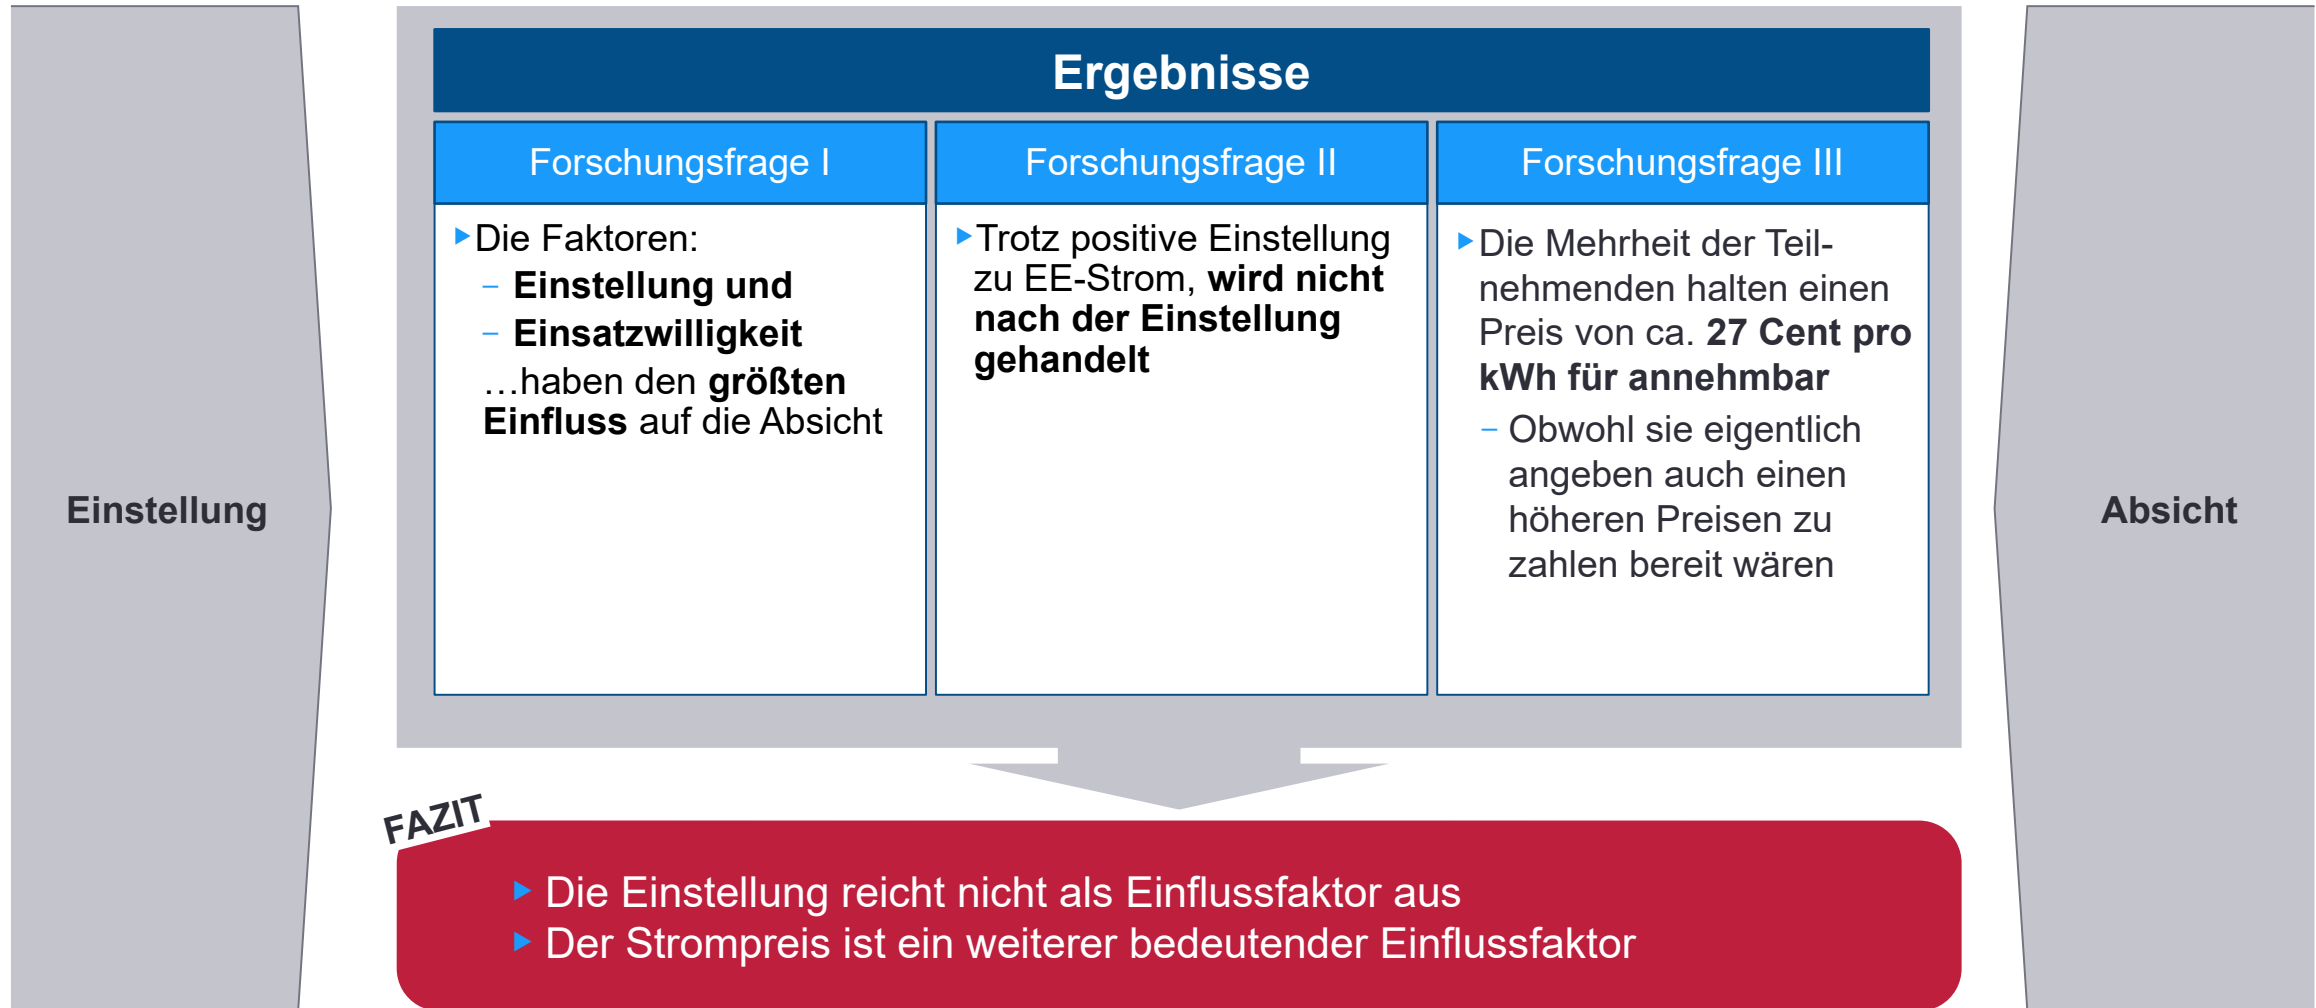 Ergebnisse
Forschungsfrage I
Die Faktoren:
– Einstellung und
– Einsatzwilligkeit
…haben den größten
Einfluss auf die Absicht
Forschungsfrage II
Trotz positive Einstellung
zu EE-Strom, wird nicht
nach der Einstellung
gehandelt
Forschungsfrage III
Die Mehrheit der Teil-
nehmenden halten einen
Preis von ca. 27 Cent pro
kWh für annehmbar
– Obwohl sie eigentlich
angeben auch einen
höheren Preisen zu
zahlen bereit wären
Einstellung
Absicht
FAZIT
Die Einstellung reicht nicht als Einflussfaktor aus
Der Strompreis ist ein weiterer bedeutender Einflussfaktor